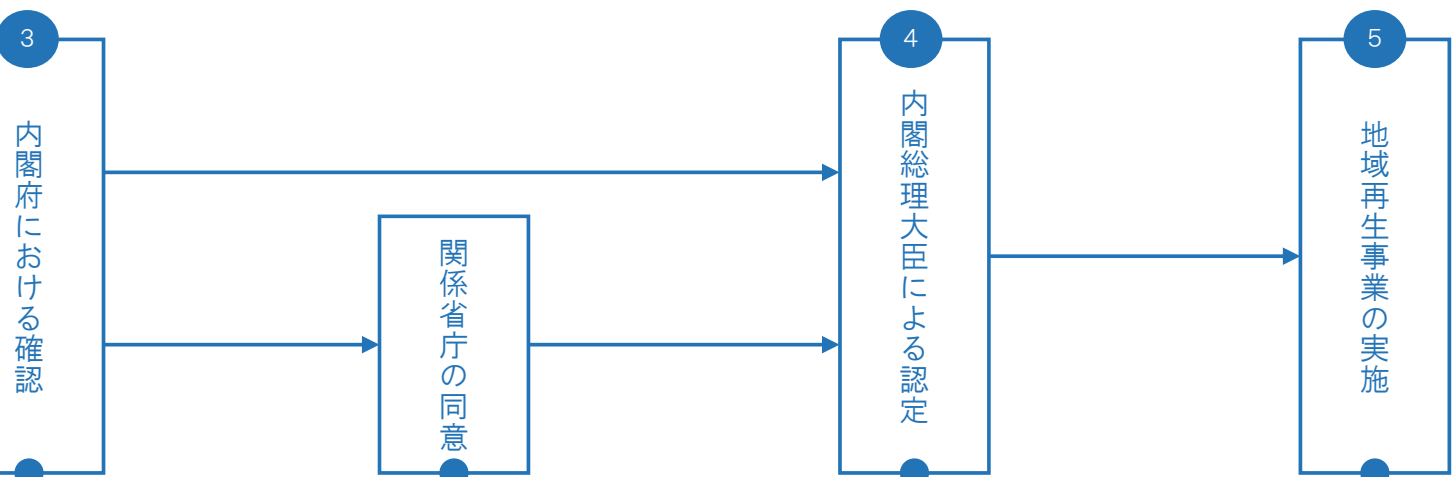 3
内閣府における確認
関係省庁の同意
4
内閣総理大臣による認定
5
地域再生事業の実施